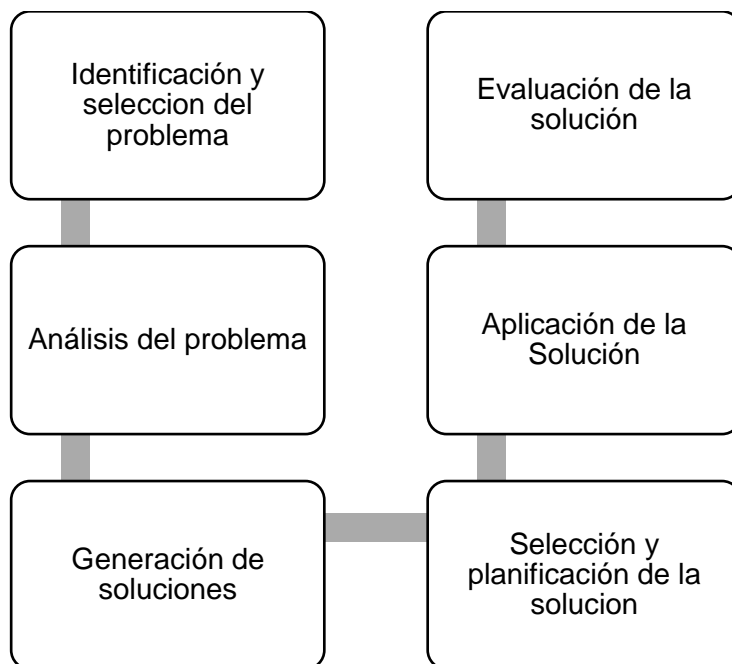 Identificación y
seleccion del
problema
Análisis del problema
Generación de
soluciones
Selección y
planificación de la
solucion
Aplicación de la
Solución
Evaluación de la
solución